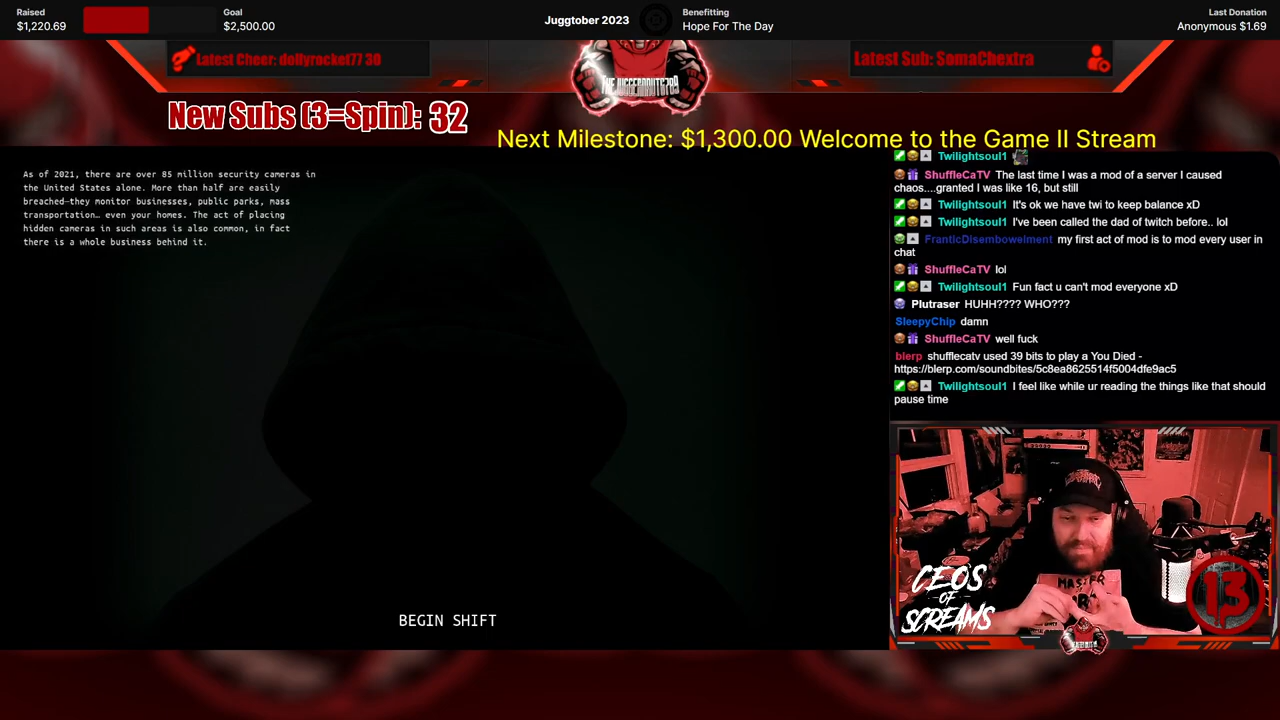 Raised
$1,220.69
Goal
$2,500.00
Juggtober 2023
Benefitting
Hope For The Day
Last Donation
Anonymous $1.69
Latest Cheer: dollyrocket77 30
THEJUGGERNAUT6789
Latest Sub: SomaChextra
New Subs (3=Spin): 32
Next Milestone: $1,300.00 Welcome to the Game II Stream
As of 2021, there are over 85 million security cameras in
the United States alone. More than half are easily
breached—they monitor businesses, public parks, mass
transportation… even your homes. The act of placing
hidden cameras in such areas is also common, in fact
there is a whole business behind it.
BEGIN SHIFT
Twilightsoul1
ShuffleCaTV The last time I was a mod of a server I caused
chaos....granted I was like 16, but still
Twilightsoul1 It's ok we have twi to keep balance xD
Twilightsoul1 I've been called the dad of twitch before.. lol
FranticDisembowelment my first act of mod is to mod every user in
chat
ShuffleCaTV lol
Twilightsoul1 Fun fact u can't mod everyone xD
Plutraser HUHH???? WHO???
SleepyChip damn
ShuffleCaTV well fuck
blerp shufflecatv used 39 bits to play a You Died -
https://blerp.com/soundbites/5c8ea8625514f5004dfe9ac5
Twilightsoul1 I feel like while ur reading the things like that should
pause time
CEOS
OF
SCREAMS
MASTER
13